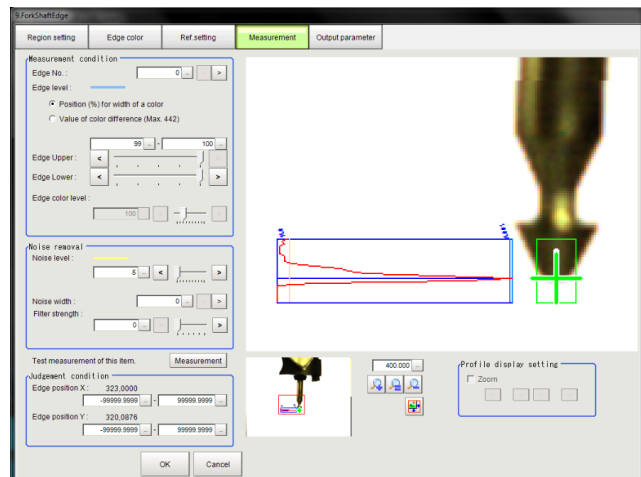 9.ForkShaftEdge
Region setting Edge color Ref.setting Measurement Output parameter
Measurement condition
Edge No. : 0 ... < >
Edge level :
Position (%) for width of a color
Value of color difference (Max. 442)
99 ... - 100 ...
Edge Upper : < >
Edge Lower : < >
Edge color level :
100 ... < >
Noise removal
Noise level :
5 ... < >
Noise width : 0 ... < >
Filter strength :
0 ... < >
Test measurement of this item. Measurement
Judgement condition
Edge position X : 323.0000
-99999.9999 ... - 99999.9999 ...
Edge position Y : 320.0876
-99999.9999 ... - 99999.9999 ...
400.000 ...
Profile display setting
Zoom
OK Cancel